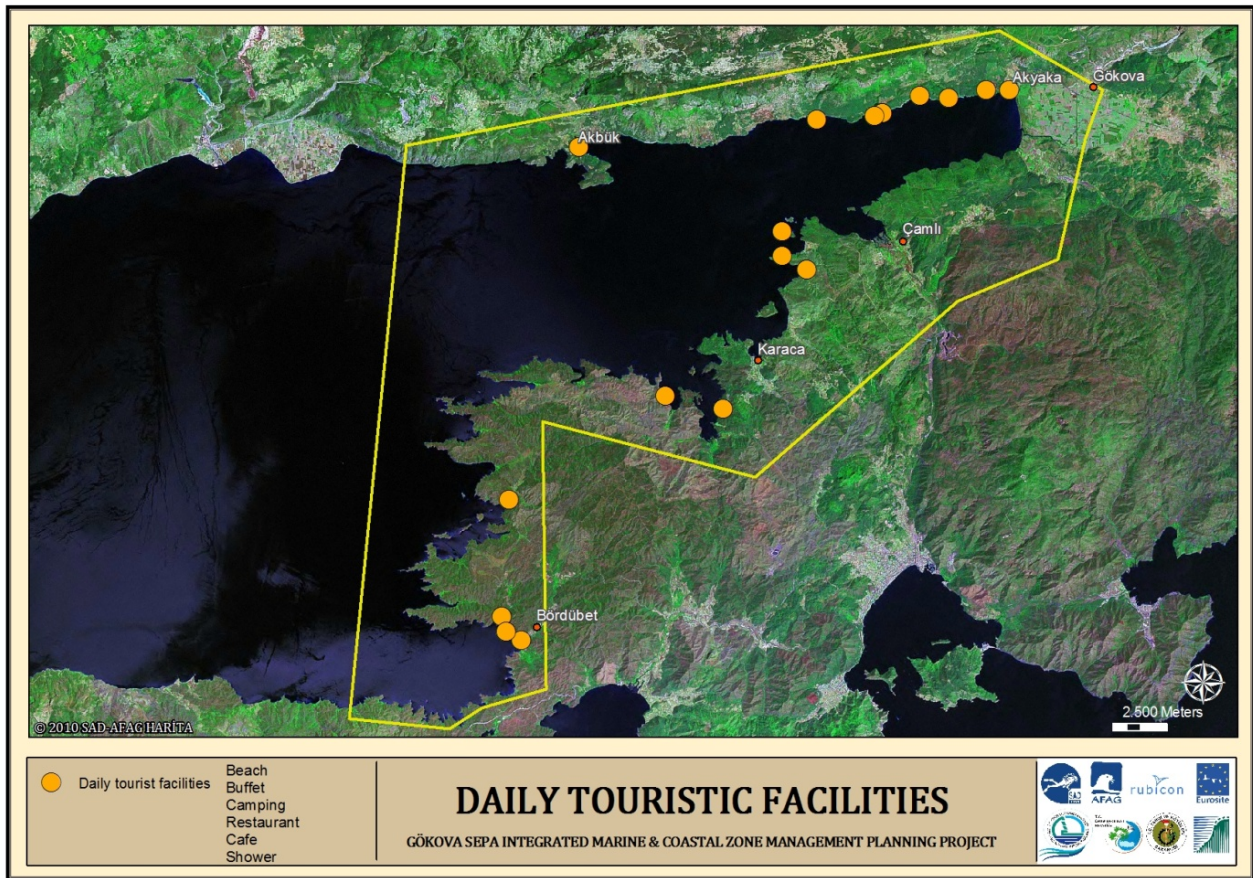 Akyaka
Gökova
Akbük
Çamlı
Karaca
Bördübet
2.500 Meters
© 2010 SAD-AFAG HARİTA
Daily tourist facilities
Beach
Buffet
Camping
Restaurant
Cafe
Shower
DAILY TOURISTIC FACILITIES
GÖKOVA SEPA INTEGRATED MARINE & COASTAL ZONE MANAGEMENT PLANNING PROJECT
AFAG
rubicon
Eurosite